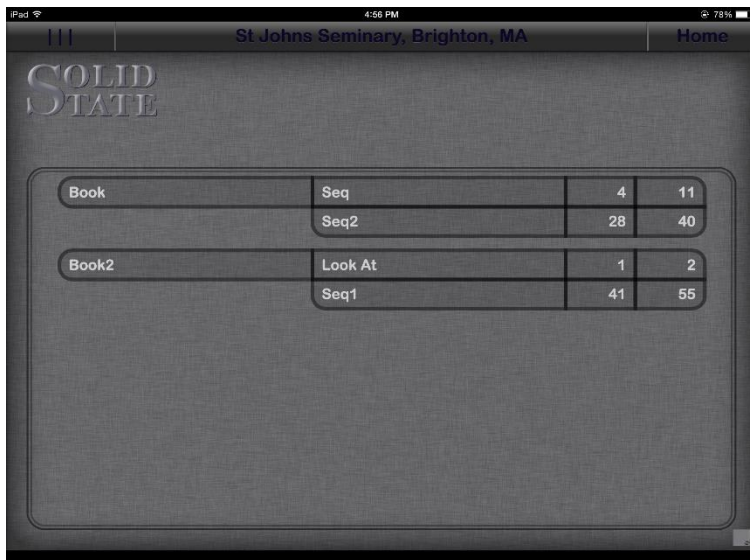 iPad 4:56 PM 78%
||| St Johns Seminary, Brighton, MA Home
SOLID
STATE
Book Seq 4 11
Seq2 28 40
Book2 Look At 1 2
Seq1 41 55